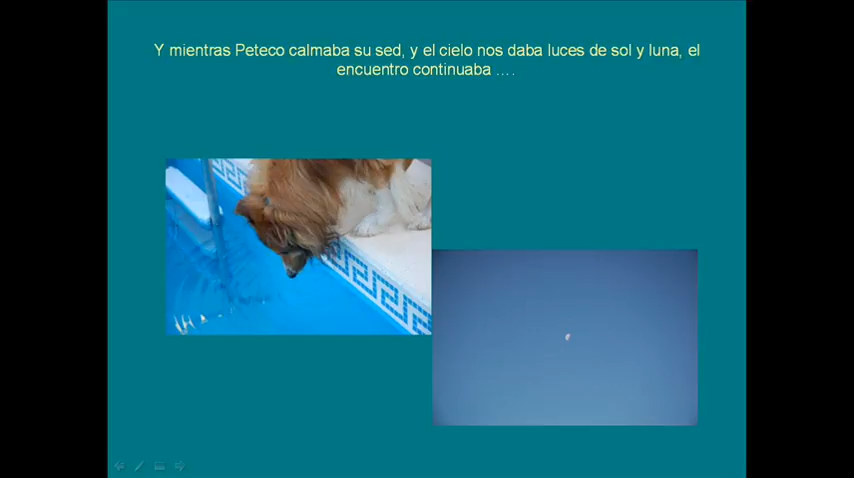 Y mientras Peteco calmaba su sed, y el cielo nos daba luces de sol y luna, el
encuentro continuaba ....